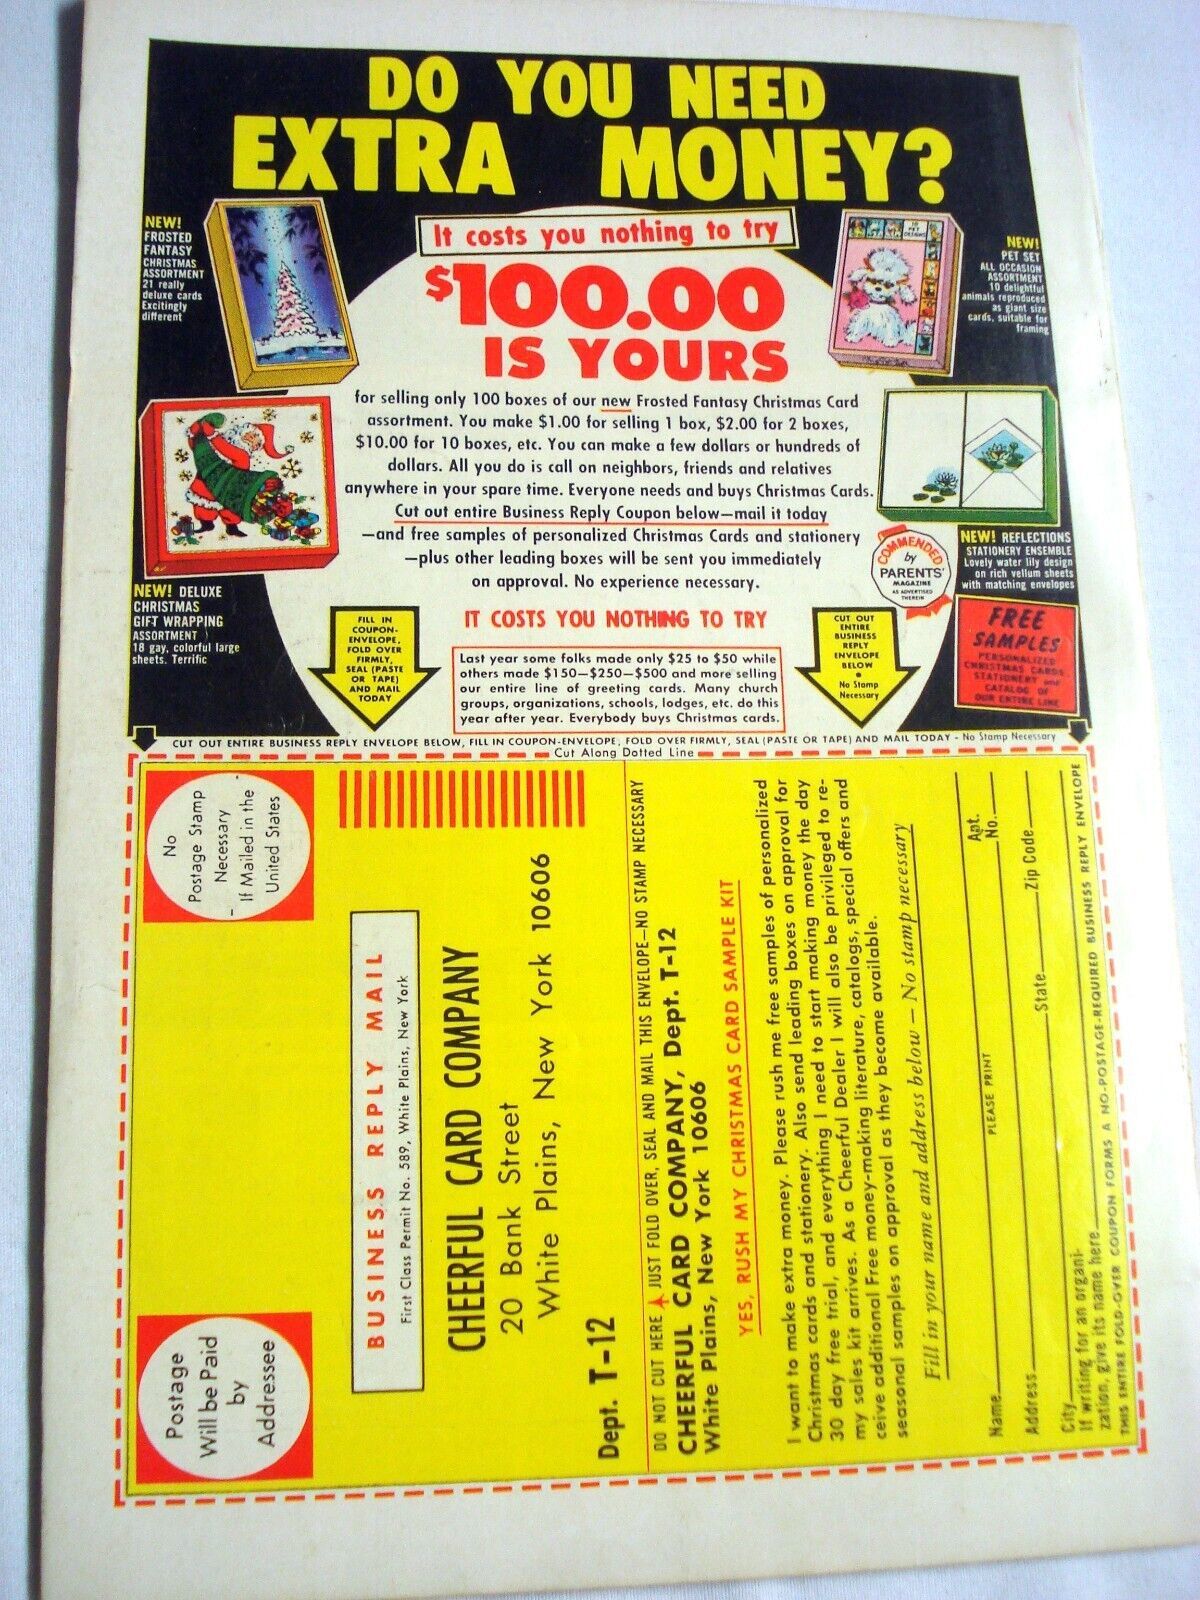 DO YOU NEED
EXTRA MONEY?
It costs you nothing to try
$100.00
IS YOURS
NEW!
FROSTED
FANTASY
CHRISTMAS
ASSORTMENT
21 really
deluxe cards
Excitingly
different
10
PET
DESIGNS
NEW!
PET SET
ALL OCCASION
ASSORTMENT
10 delightful
animals reproduced
as giant size
cards, suitable for
framing
for selling only 100 boxes of our new Frosted Fantasy Christmas Card
assortment. You make $1.00 for selling 1 box, $2.00 for 2 boxes,
$10.00 for 10 boxes, etc. You can make a few dollars or hundreds of
dollars. All you do is call on neighbors, friends and relatives
anywhere in your spare time. Everyone needs and buys Christmas Cards.
Cut out entire Business Reply Coupon below—mail it today
—and free samples of personalized Christmas Cards and stationery
—plus other leading boxes will be sent you immediately
on approval. No experience necessary.
NEW! DELUXE
CHRISTMAS
GIFT WRAPPING
ASSORTMENT
18 gay, colorful large
sheets. Terrific
COMMENDED
by
PARENTS'
MAGAZINE
AS ADVERTISED
THEREIN
NEW! REFLECTIONS
STATIONERY ENSEMBLE
Lovely water lily design
on rich vellum sheets
with matching envelopes
FREE
SAMPLES
PERSONALIZED
CHRISTMAS CARDS
STATIONERY and
CATALOG OF
OUR ENTIRE LINE
FILL IN
COUPON-
ENVELOPE,
FOLD OVER
FIRMLY,
SEAL (PASTE
OR TAPE)
AND MAIL
TODAY
IT COSTS YOU NOTHING TO TRY
Last year some folks made only $25 to $50 while
others made $150—$250—$500 and more selling
our entire line of greeting cards. Many church
groups, organizations, schools, lodges, etc. do this
year after year. Everybody buys Christmas cards.
CUT OUT
ENTIRE
BUSINESS
REPLY
ENVELOPE
BELOW
•
No Stamp
Necessary
CUT OUT ENTIRE BUSINESS REPLY ENVELOPE BELOW, FILL IN COUPON-ENVELOPE, FOLD OVER FIRMLY, SEAL (PASTE OR TAPE) AND MAIL TODAY - No Stamp Necessary
Cut Along Dotted Line
No
Postage Stamp
Necessary
If Mailed in the
United States
Postage
Will be Paid
by
Addressee
BUSINESS REPLY MAIL
First Class Permit No. 589, White Plains, New York
CHEERFUL CARD COMPANY
20 Bank Street
White Plains, New York 10606
Dept. T-12
DO NOT CUT HERE JUST FOLD OVER, SEAL AND MAIL THIS ENVELOPE—NO STAMP NECESSARY
CHEERFUL CARD COMPANY, Dept. T-12
White Plains, New York 10606
YES, RUSH MY CHRISTMAS CARD SAMPLE KIT
I want to make extra money. Please rush me free samples of personalized
Christmas cards and stationery. Also send leading boxes on approval for
30 day free trial, and everything I need to start making money the day
my sales kit arrives. As a Cheerful Dealer I will also be privileged to re-
ceive additional Free money-making literature, catalogs, special offers and
seasonal samples on approval as they become available.
Fill in your name and address below — No stamp necessary
Name
PLEASE PRINT
Apt.
No.
Address
City State Zip Code
If writing for an organi-
zation, give its name here
THIS ENTIRE FOLD-OVER COUPON FORMS A NO-POSTAGE-REQUIRED BUSINESS REPLY ENVELOPE